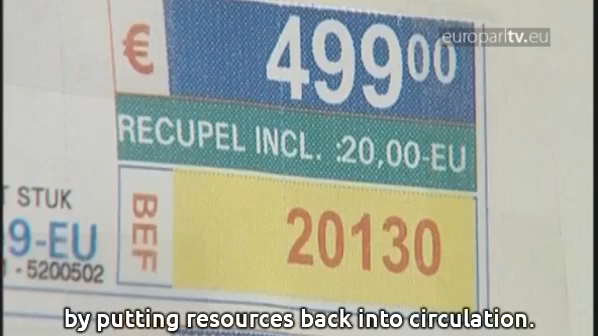 europarltv.eu
€ 499⁰⁰
RECUPEL INCL. :20,00-EU
T STUK
9-EU
- 5200502
BEF 20130
by putting resources back into circulation.